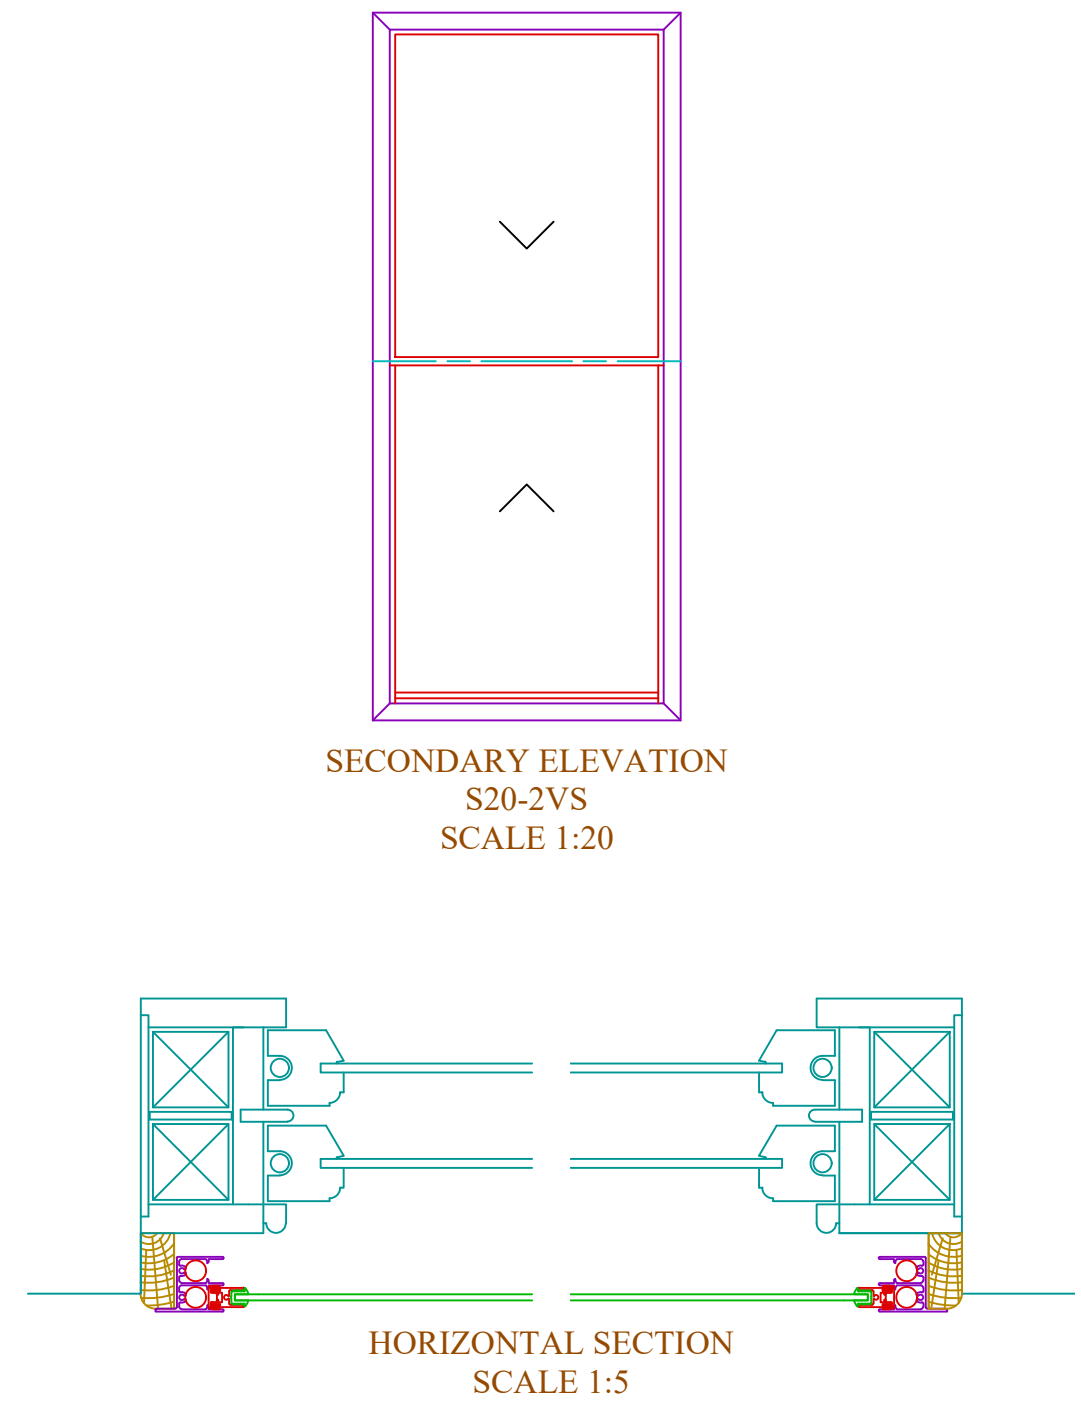 SECONDARY ELEVATION
S20-2VS
SCALE 1:20
HORIZONTAL SECTION
SCALE 1:5